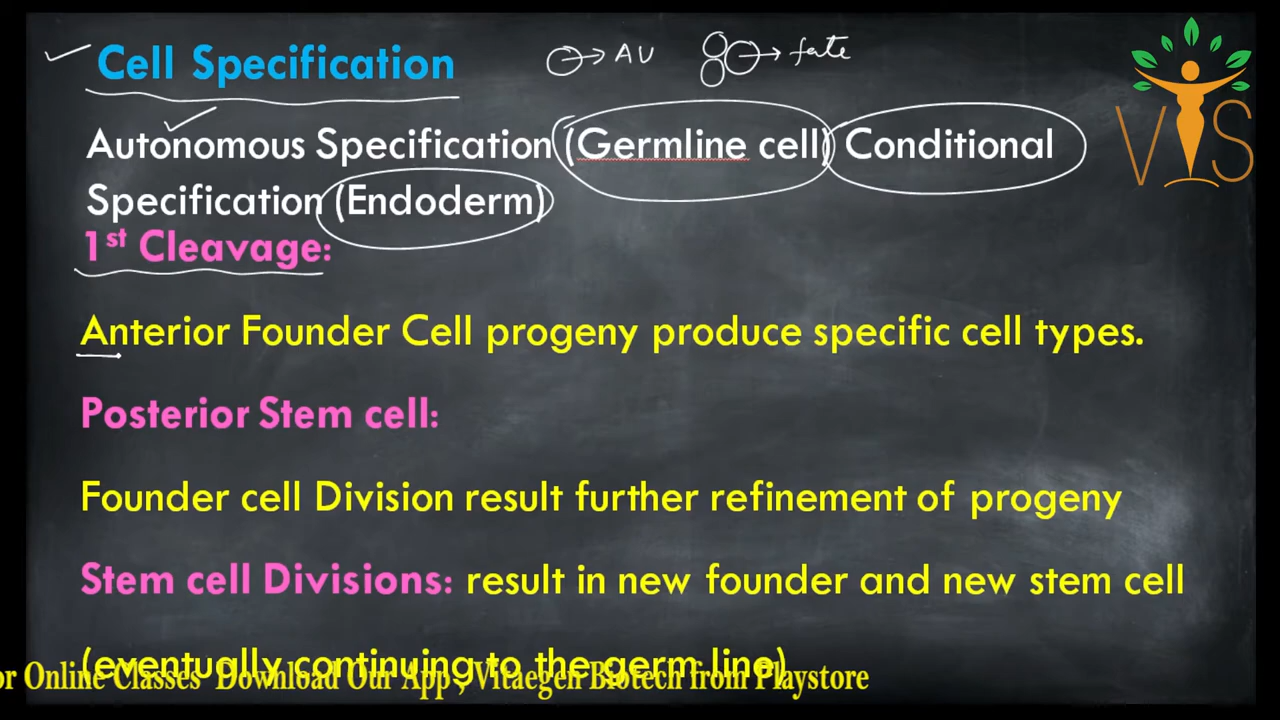 Cell Specification
AU
fate
Autonomous Specification (Germline cell) Conditional
Specification (Endoderm)
1st Cleavage:
Anterior Founder Cell progeny produce specific cell types.
Posterior Stem cell:
Founder cell Division result further refinement of progeny
Stem cell Divisions: result in new founder and new stem cell
(eventually continuing to the germ line)
or Online Classes Download Our App , Vitaegen Biotech from Playstore
VIS